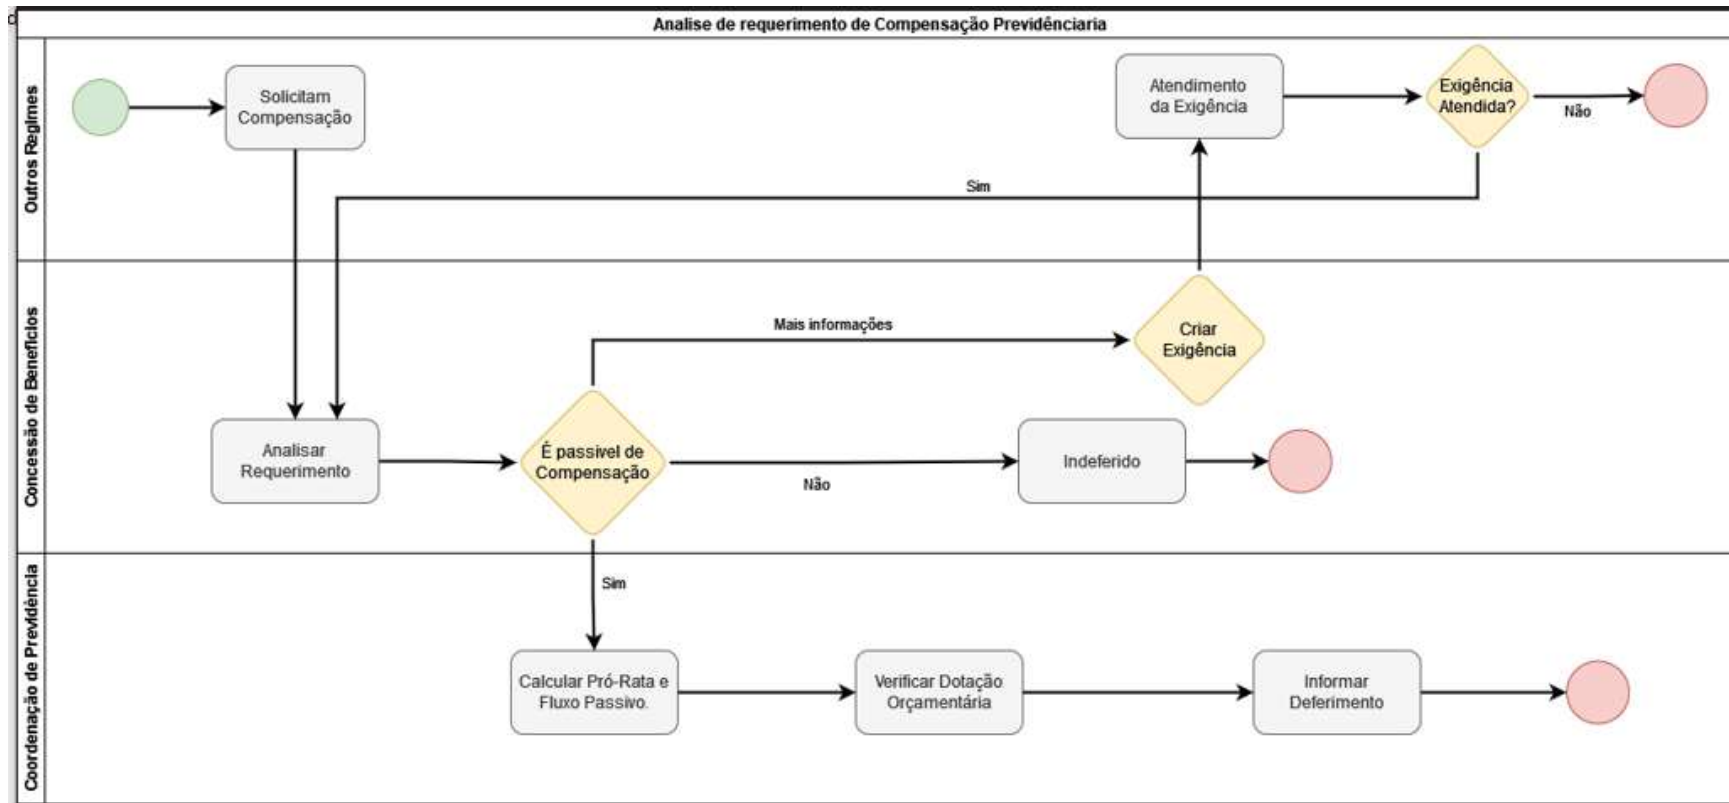 Analise de requerimento de Compensação Previdênciaria
Outros Regimes
Solicitam
Compensação
Atendimento
da Exigência
Exigência
Atendida?
Não
Sim
Concessão de Benefícios
Mais informações
Criar
Exigência
Analisar
Requerimento
É passivel de
Compensação
Não
Indeferido
Coordenação de Previdência
Sim
Calcular Pró-Rata e
Fluxo Passivo.
Verificar Dotação
Orçamentária
Informar
Deferimento